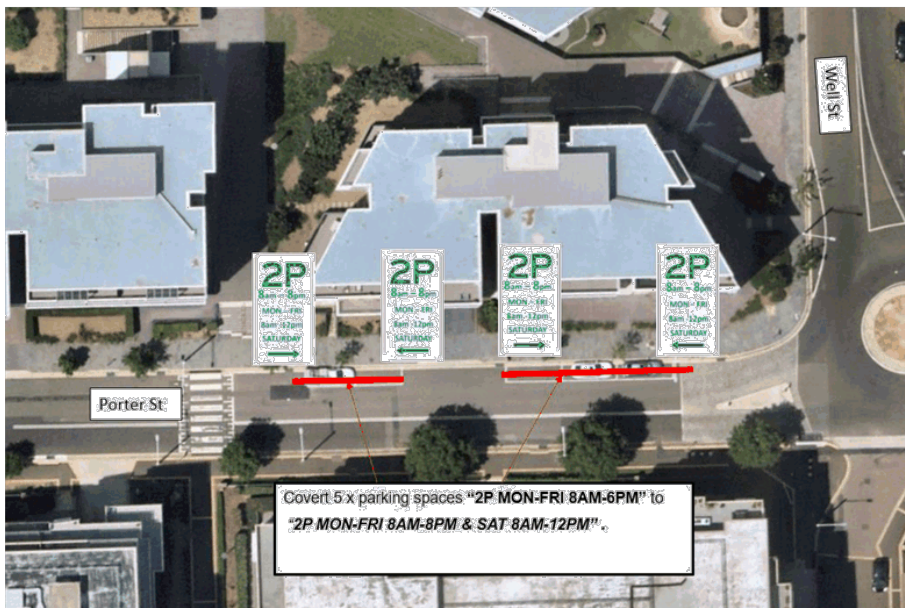 Well St
2P
8am – 8pm
MON – FRI
8am -12pm
SATURDAY
2P
8am – 8pm
MON – FRI
8am -12pm
SATURDAY
2P
8am – 8pm
MON – FRI
8am -12pm
SATURDAY
2P
8am – 8pm
MON – FRI
8am -12pm
SATURDAY
Porter St
Covert 5 x parking spaces “2P MON-FRI 8AM-6PM” to
“2P MON-FRI 8AM-8PM & SAT 8AM-12PM” .